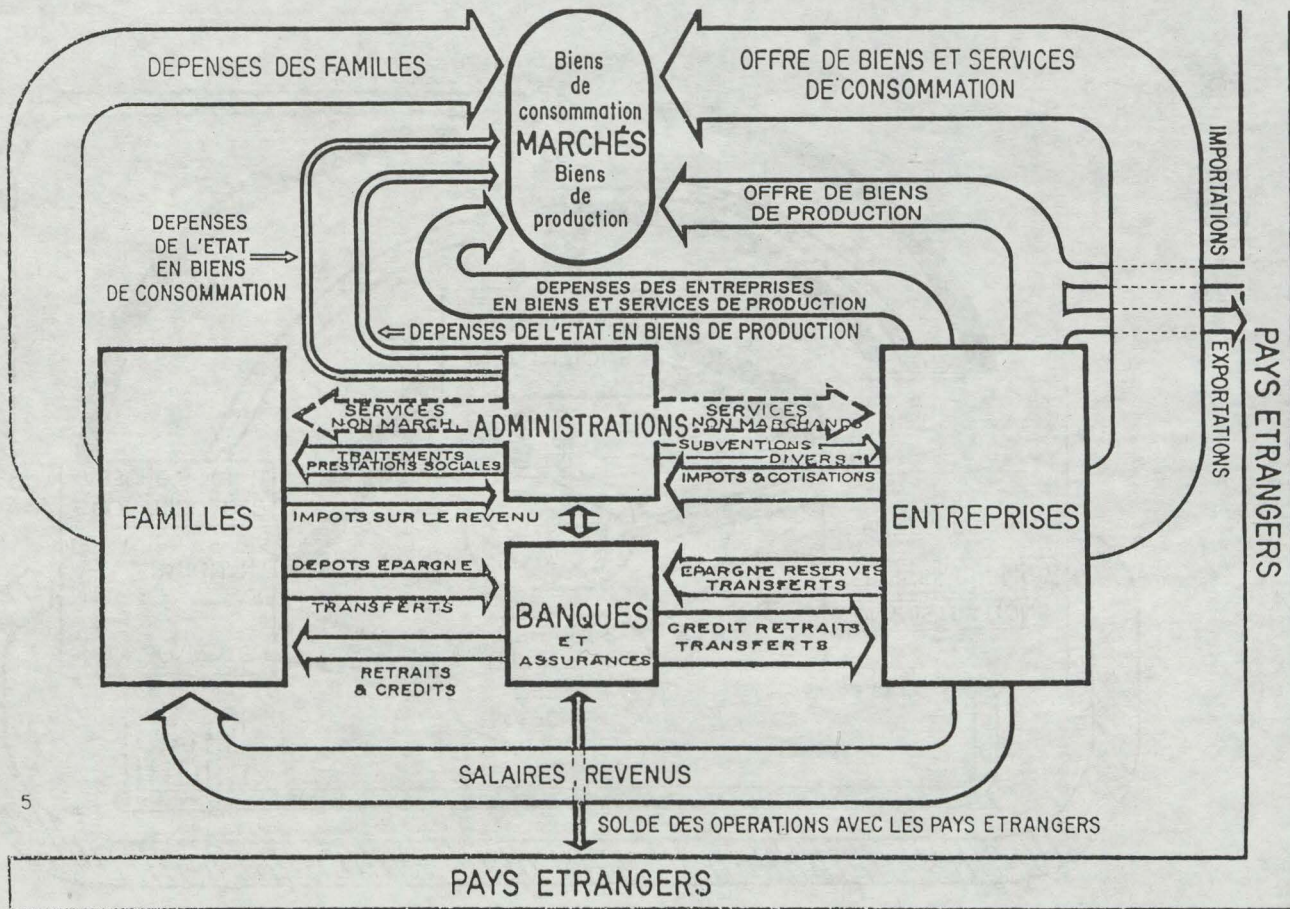 DEPENSES DES FAMILLES
Biens
de
consommation
MARCHÉS
Biens
de
production
OFFRE DE BIENS ET SERVICES
DE CONSOMMATION
OFFRE DE BIENS
DE PRODUCTION
IMPORTATIONS
EXPORTATIONS
PAYS ETRANGERS
DEPENSES
DE L'ETAT
EN BIENS
DE CONSOMMATION
DEPENSES DES ENTREPRISES
EN BIENS ET SERVICES DE PRODUCTION
DEPENSES DE L'ETAT EN BIENS DE PRODUCTION
SERVICES
NON MARCH.
ADMINISTRATIONS
SERVICES
NON MARCHANDS
TRAITEMENTS
PRESTATIONS SOCIALES
SUBVENTIONS
DIVERS
IMPOTS & COTISATIONS
FAMILLES
IMPOTS SUR LE REVENU
ENTREPRISES
DEPOTS EPARGNE
TRANSFERTS
BANQUES
ET
ASSURANCES
EPARGNE RESERVES
TRANSFERTS
CREDIT RETRAITS
TRANSFERTS
RETRAITS
& CREDITS
SALAIRES, REVENUS
5
SOLDE DES OPERATIONS AVEC LES PAYS ETRANGERS
PAYS ETRANGERS